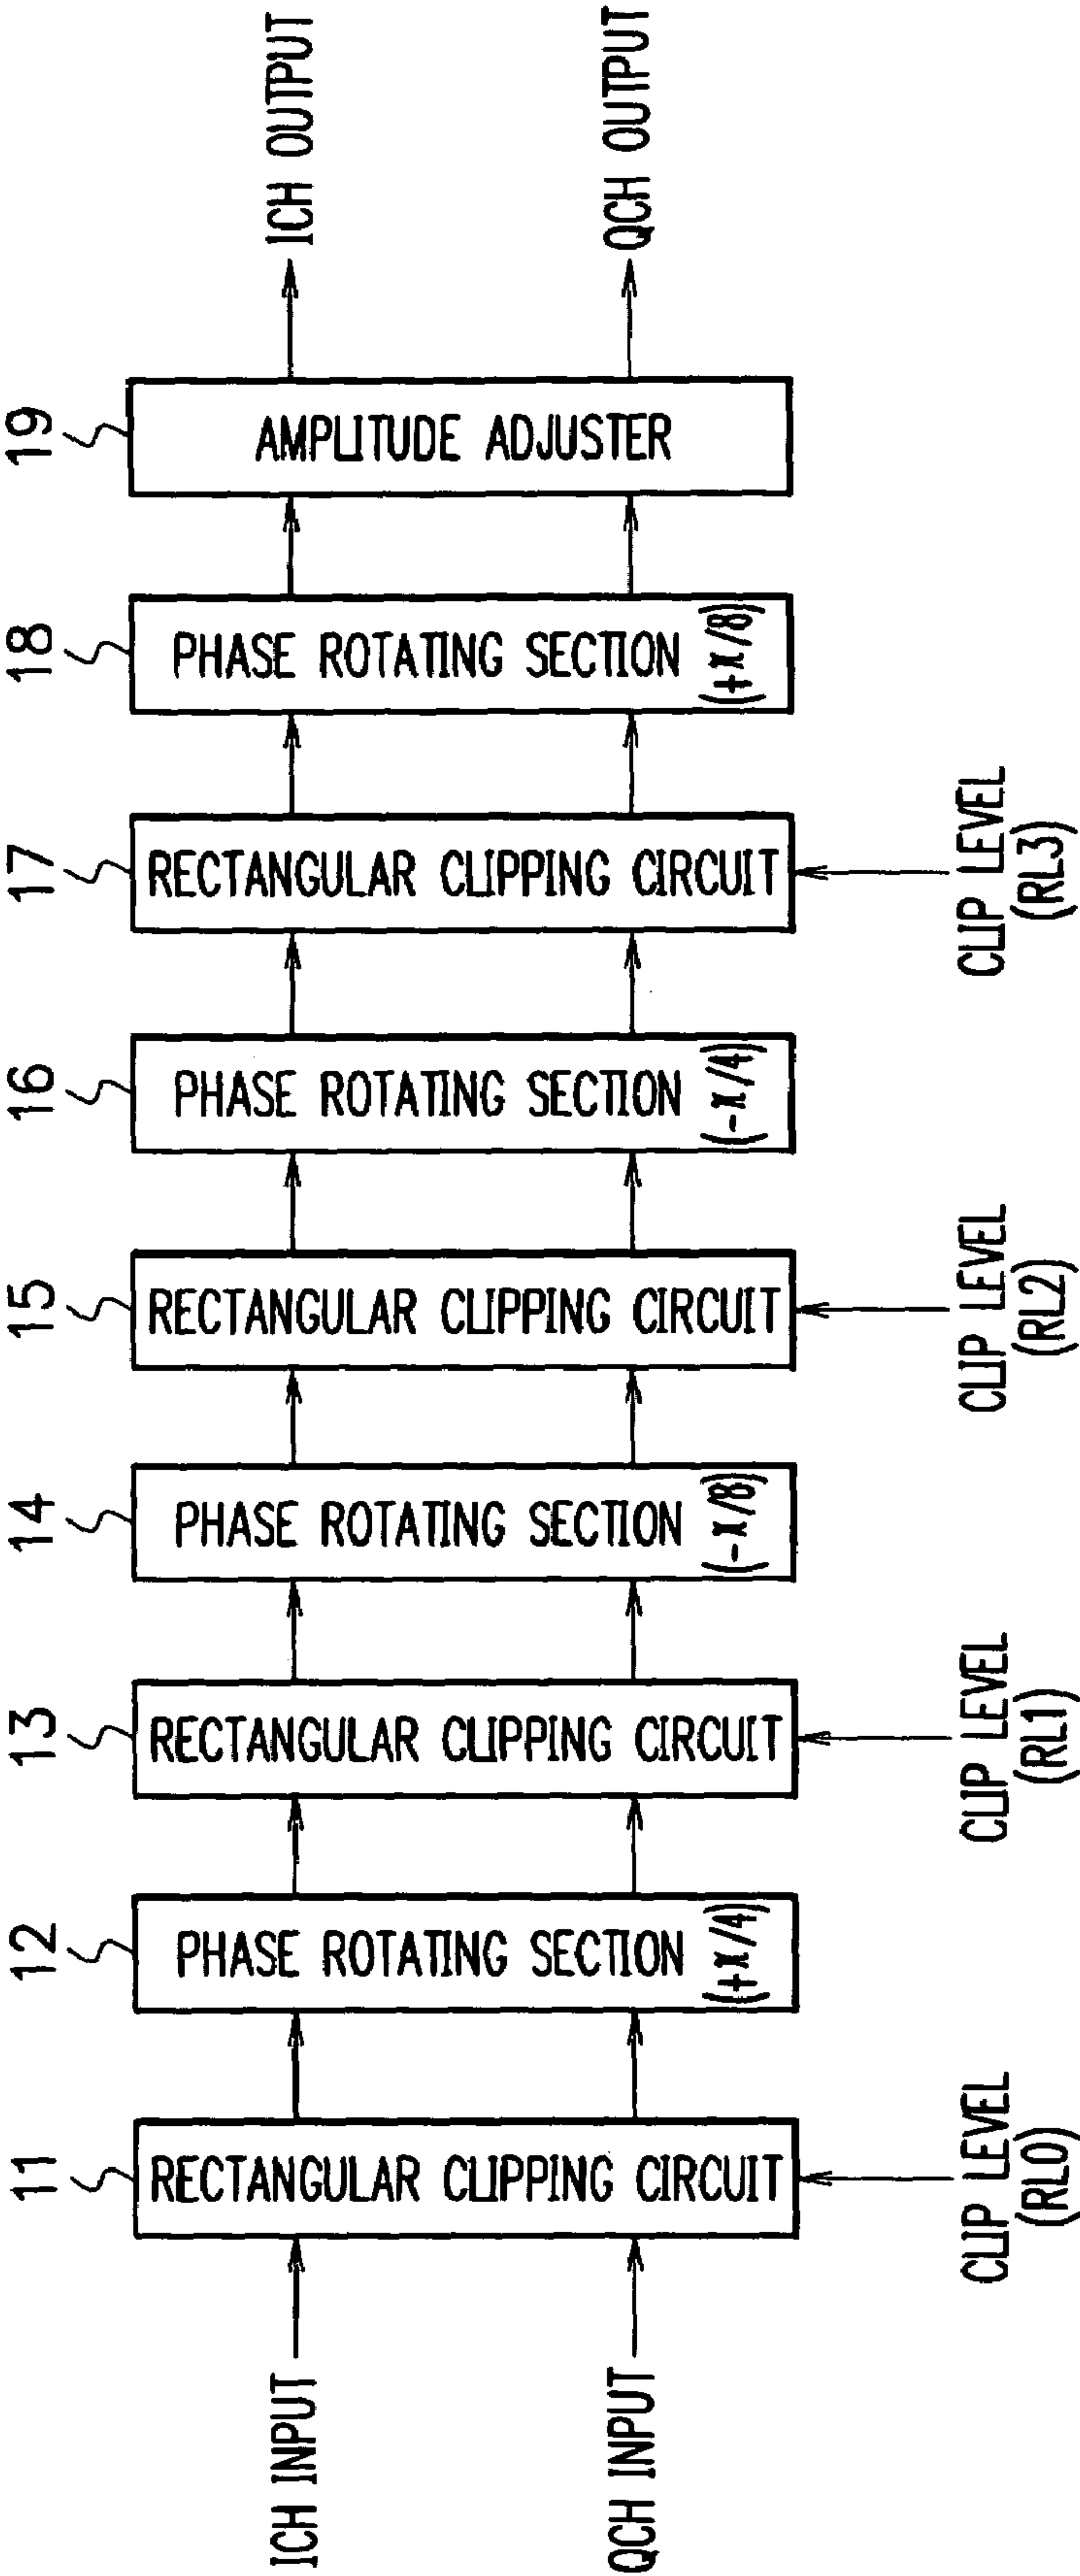 ICH INPUT
QCH INPUT
11
RECTANGULAR CLIPPING CIRCUIT
CLIP LEVEL
(RL0)
12
PHASE ROTATING SECTION
(+π/4)
13
RECTANGULAR CLIPPING CIRCUIT
CLIP LEVEL
(RL1)
14
PHASE ROTATING SECTION
(-π/8)
15
RECTANGULAR CLIPPING CIRCUIT
CLIP LEVEL
(RL2)
16
PHASE ROTATING SECTION
(-π/4)
17
RECTANGULAR CLIPPING CIRCUIT
CLIP LEVEL
(RL3)
18
PHASE ROTATING SECTION
(+π/8)
19
AMPLITUDE ADJUSTER
ICH OUTPUT
QCH OUTPUT